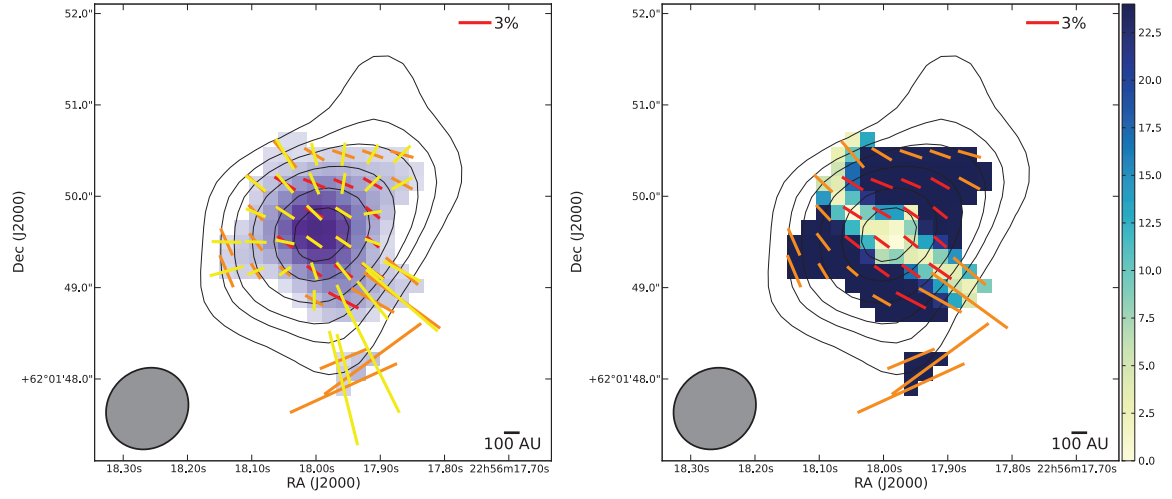 52.0"
51.0"
50.0"
49.0"
+62°01'48.0"
Dec (J2000)
3%
100 AU
18.30s
18.20s
18.10s
18.00s
17.90s
17.80s
22h56m17.70s
RA (J2000)
52.0"
51.0"
50.0"
49.0"
+62°01'48.0"
Dec (J2000)
3%
100 AU
18.30s
18.20s
18.10s
18.00s
17.90s
17.80s
22h56m17.70s
RA (J2000)
22.5
20.0
17.5
15.0
12.5
10.0
7.5
5.0
2.5
0.0